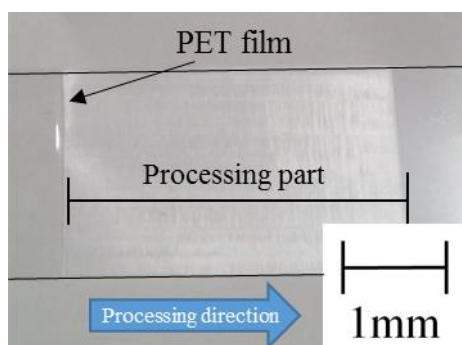 PET film
Processing part
Processing direction
1mm